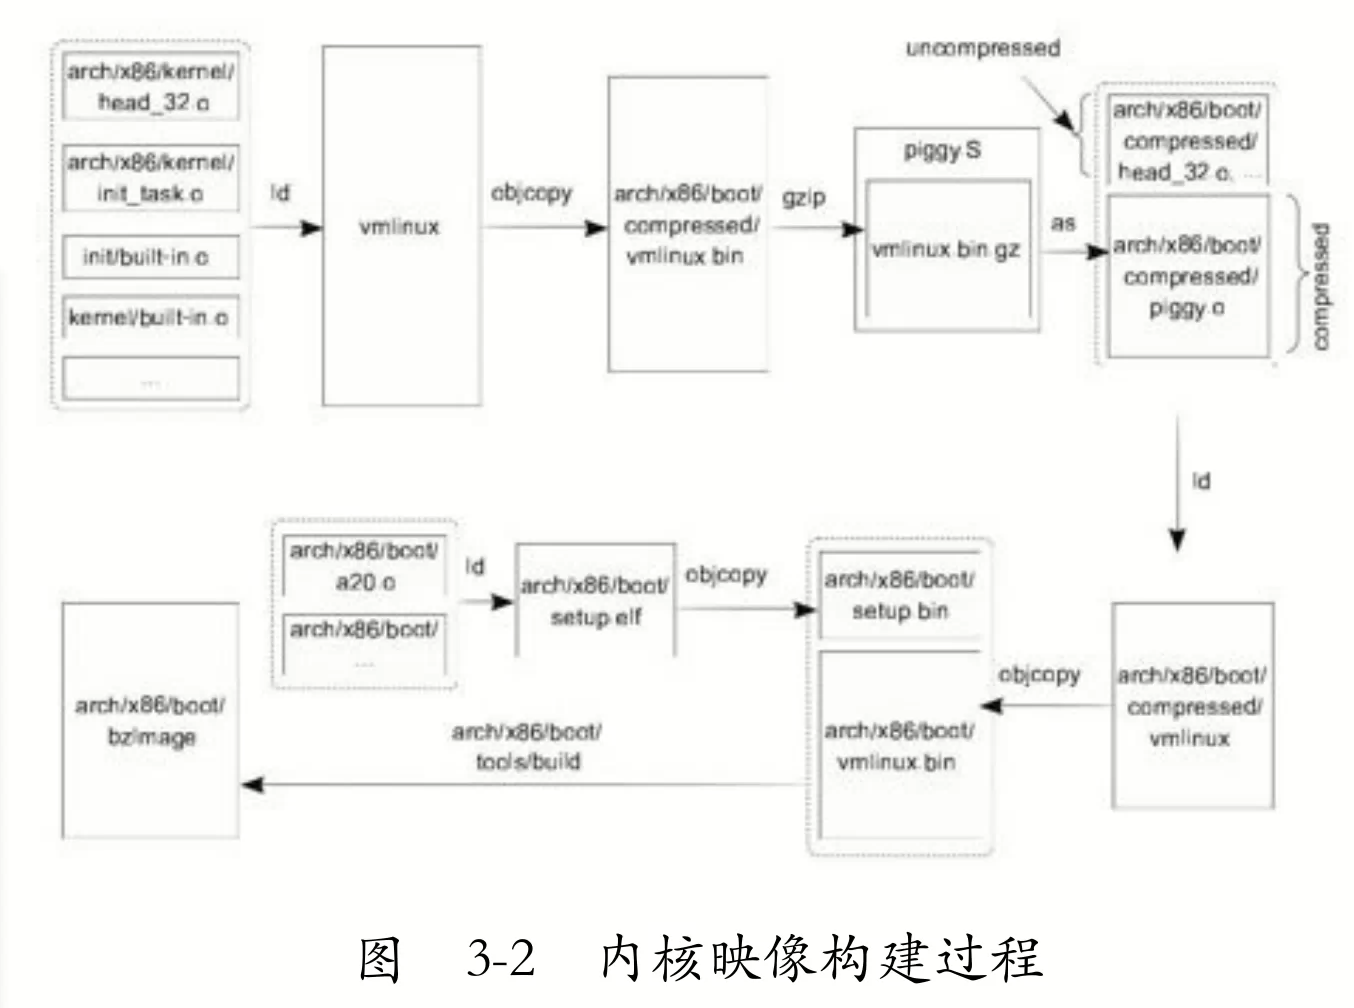 arch/x86/kernel/
head_32.o
arch/x86/kernel/
init_task.o
init/built-in.o
kernel/built-in.o
...
ld
vmlinux
objcopy
arch/x86/boot/
compressed/
vmlinux.bin
gzip
piggy.S
vmlinux.bin.gz
as
uncompressed
arch/x86/boot/
compressed/
head_32.o, ...
arch/x86/boot/
compressed/
piggy.o
compressed
ld
arch/x86/boot/
compressed/
vmlinux
objcopy
arch/x86/boot/
a20.o
arch/x86/boot/
...
ld
arch/x86/boot/
setup.elf
objcopy
arch/x86/boot/
setup.bin
arch/x86/boot/
vmlinux.bin
arch/x86/boot/
tools/build
arch/x86/boot/
bzImage
图 3-2 内核映像构建过程